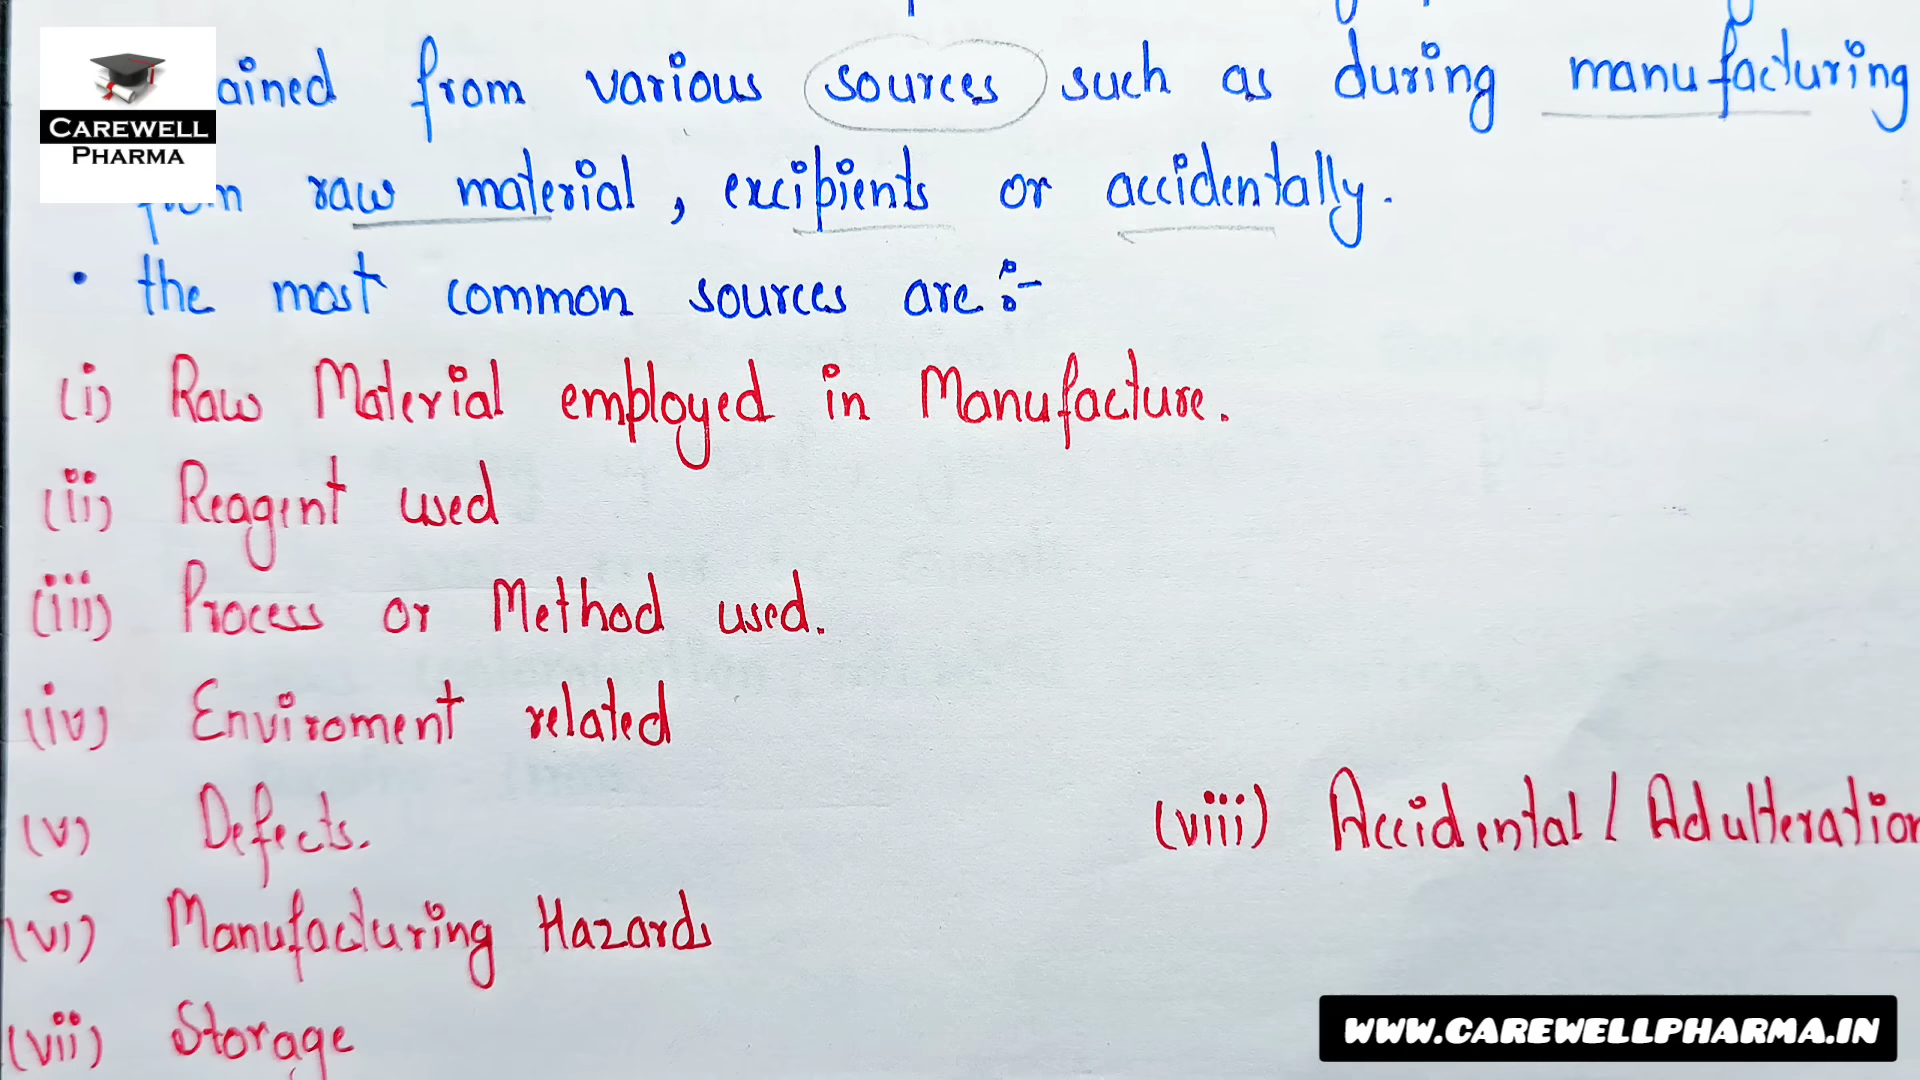 CAREWELL
PHARMA
ained from various sources such as during manufacturing
from raw material, excipients or accidentally.
• the most common sources are :-
(i) Raw Material employed in Manufacture.
(ii) Reagent used
(iii) Process or Method used.
(iv) Enviroment related
(v) Defects.
(viii) Accidental / Adulteration
(vi) Manufacturing Hazards
(vii) Storage
WWW.CAREWELLPHARMA.IN